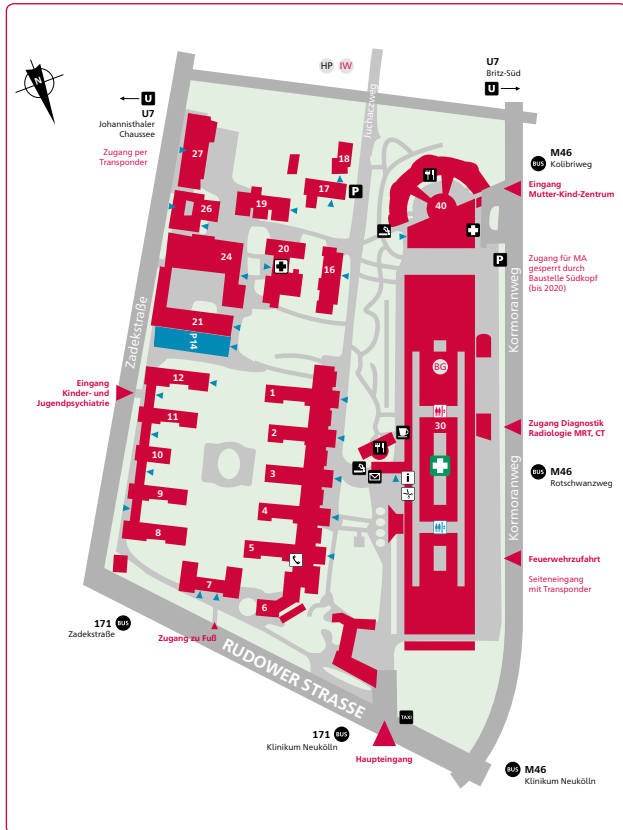 HP IW
U7
Britz-Süd
U
U
U7
Johannisthaler
Chaussee
N
Zugang per
Transponder
Juchaczweg
M46
BUS
Kolibriweg
Eingang
Mutter-Kind-Zentrum
27
18
17
P
19
26
40
24
20
16
P
Zugang für MA
gesperrt durch
Baustelle Südkopf
(bis 2020)
Kormoranweg
21
P 14
Zadekstraße
BG
12
Eingang
Kinder- und
Jugendpsychiatrie
1
11
30
Zugang Diagnostik
Radiologie MRT, CT
2
10
3
i
M46
BUS
Rotschwanzweg
9
4
Kormoranweg
8
5
Feuerwehrzufahrt
7
Seiteneingang
mit Transponder
6
171 BUS
Zadekstraße
Zugang zu Fuß
RUDOWER STRASSE
TAXI
171 BUS
Klinikum Neukölln
Haupteingang
BUS M46
Klinikum Neukölln